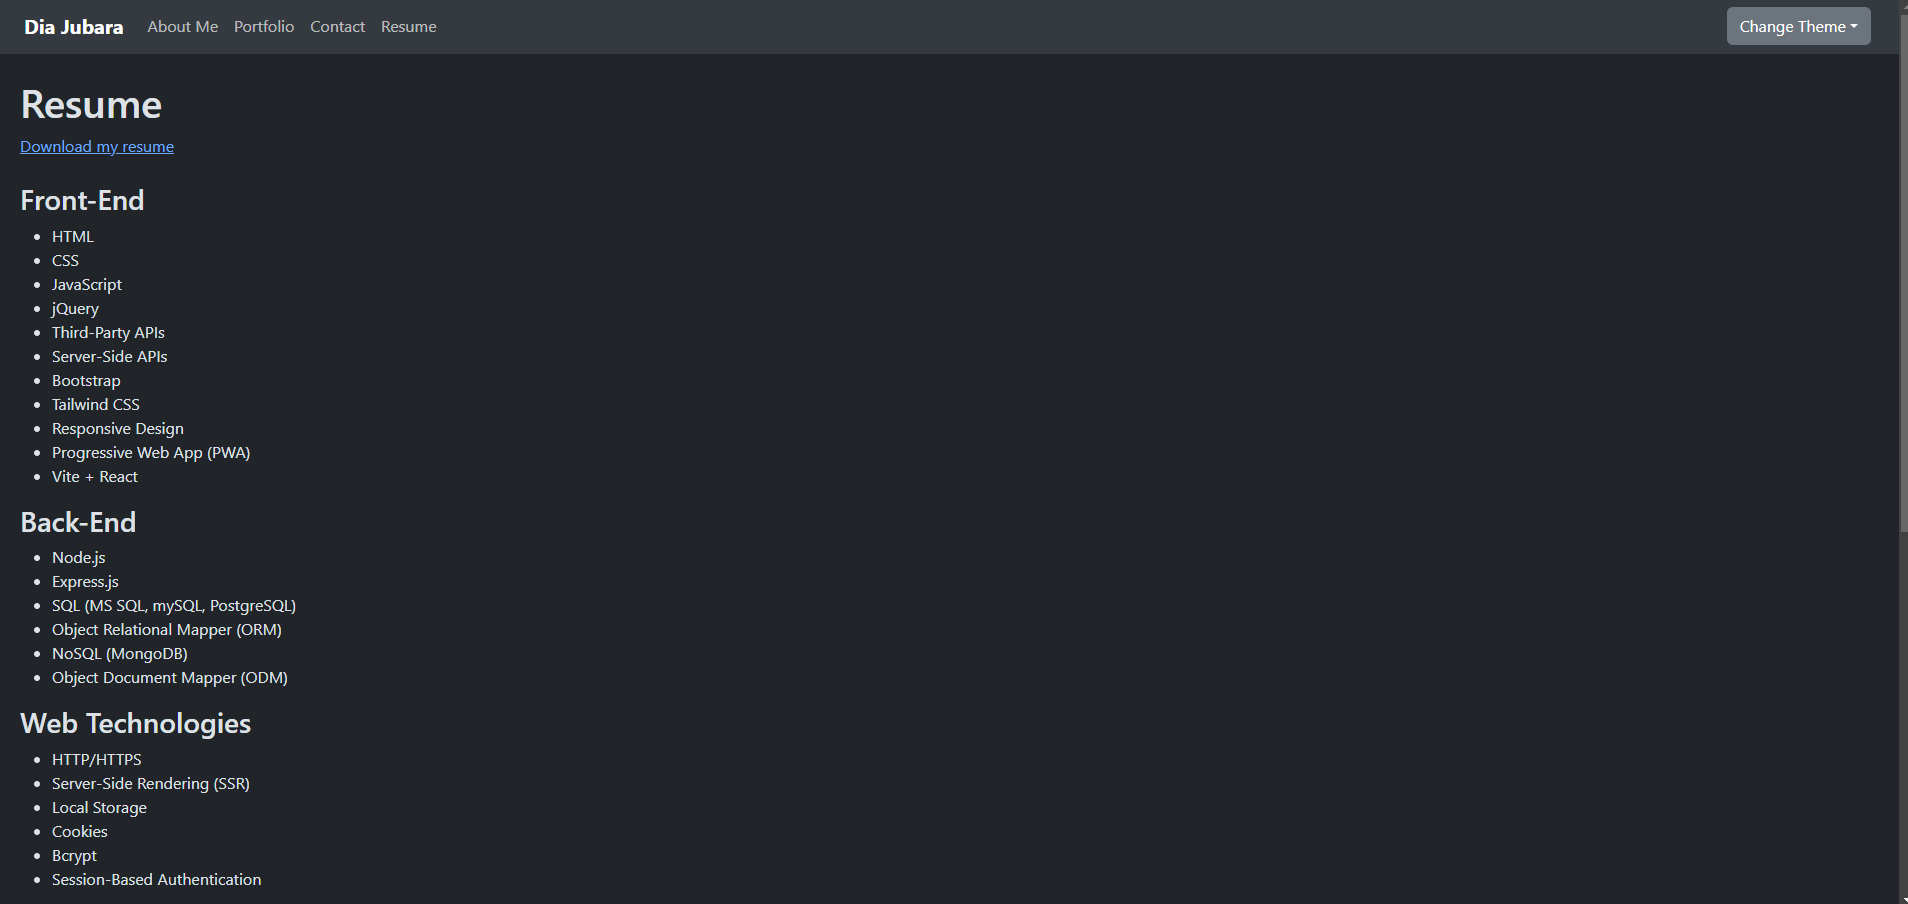 Dia Jubara About Me Portfolio Contact Resume Change Theme
Resume
Download my resume
Front-End
HTML
CSS
JavaScript
jQuery
Third-Party APIs
Server-Side APIs
Bootstrap
Tailwind CSS
Responsive Design
Progressive Web App (PWA)
Vite + React
Back-End
Node.js
Express.js
SQL (MS SQL, mySQL, PostgreSQL)
Object Relational Mapper (ORM)
NoSQL (MongoDB)
Object Document Mapper (ODM)
Web Technologies
HTTP/HTTPS
Server-Side Rendering (SSR)
Local Storage
Cookies
Bcrypt
Session-Based Authentication